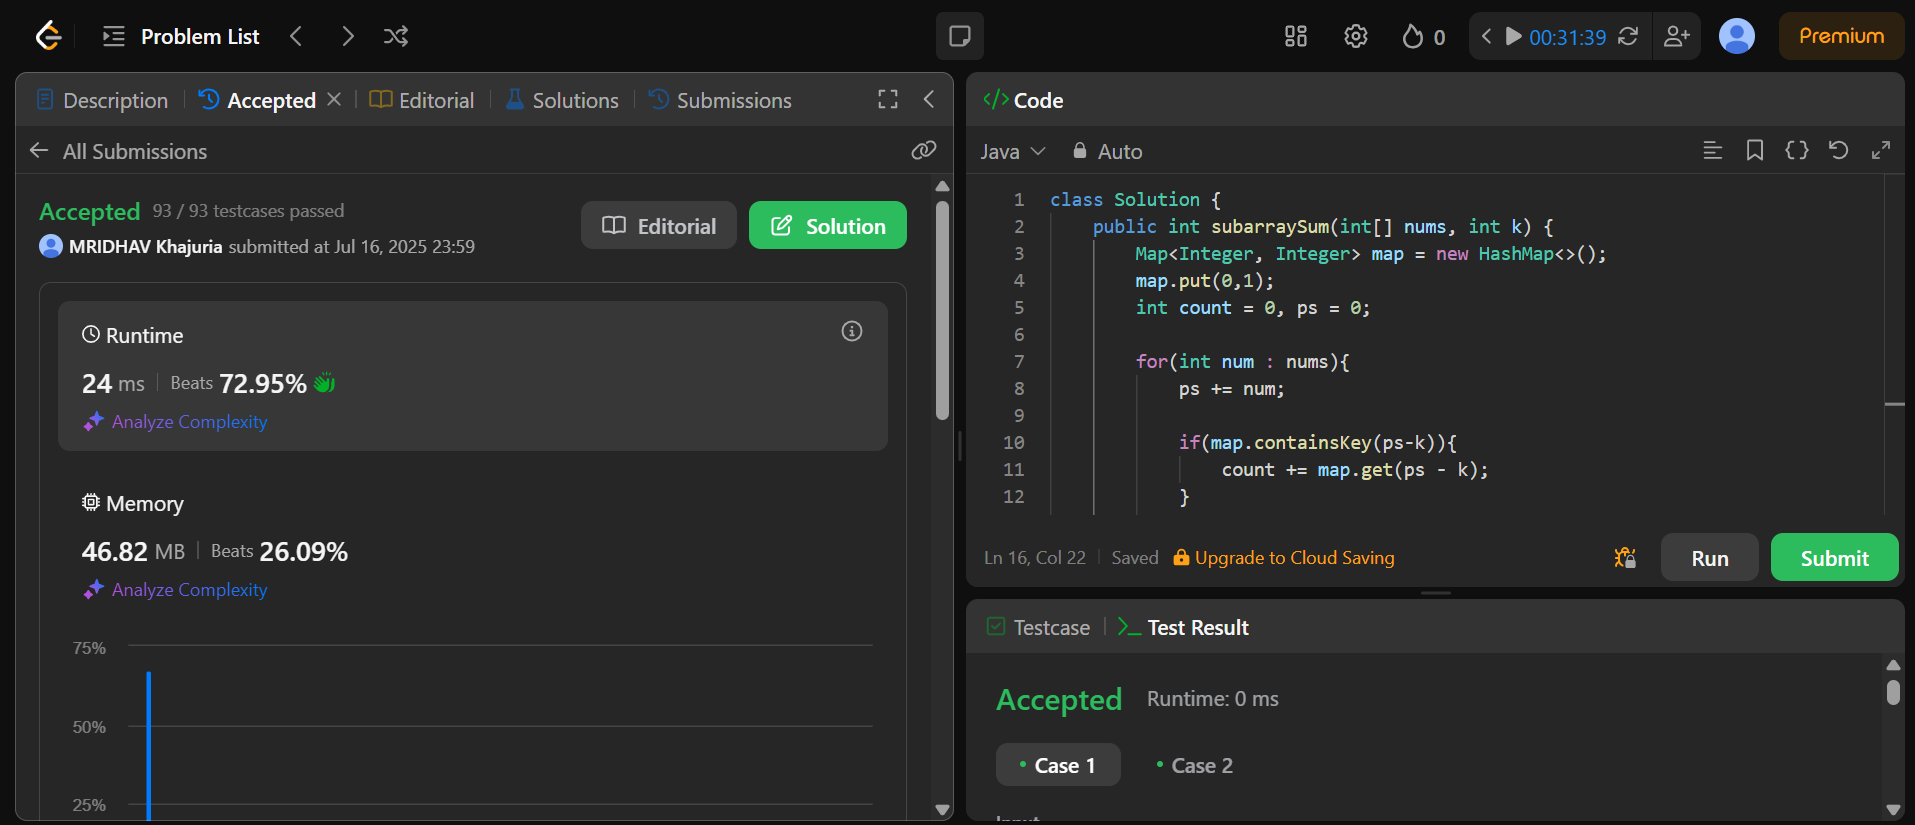 Problem List
0
00:31:39
Premium
Description
Accepted
Editorial
Solutions
Submissions
All Submissions
Accepted 93 / 93 testcases passed
MRIDHAV Khajuria submitted at Jul 16, 2025 23:59
Editorial
Solution
Runtime
24 ms Beats 72.95%
Analyze Complexity
Memory
46.82 MB Beats 26.09%
Analyze Complexity
75%
50%
25%
</> Code
Java Auto
1 class Solution {
2 public int subarraySum(int[] nums, int k) {
3 Map<Integer, Integer> map = new HashMap<>();
4 map.put(0,1);
5 int count = 0, ps = 0;
6
7 for(int num : nums){
8 ps += num;
9
10 if(map.containsKey(ps-k)){
11 count += map.get(ps - k);
12 }
Ln 16, Col 22 Saved Upgrade to Cloud Saving
Run
Submit
Testcase
Test Result
Accepted Runtime: 0 ms
• Case 1 • Case 2